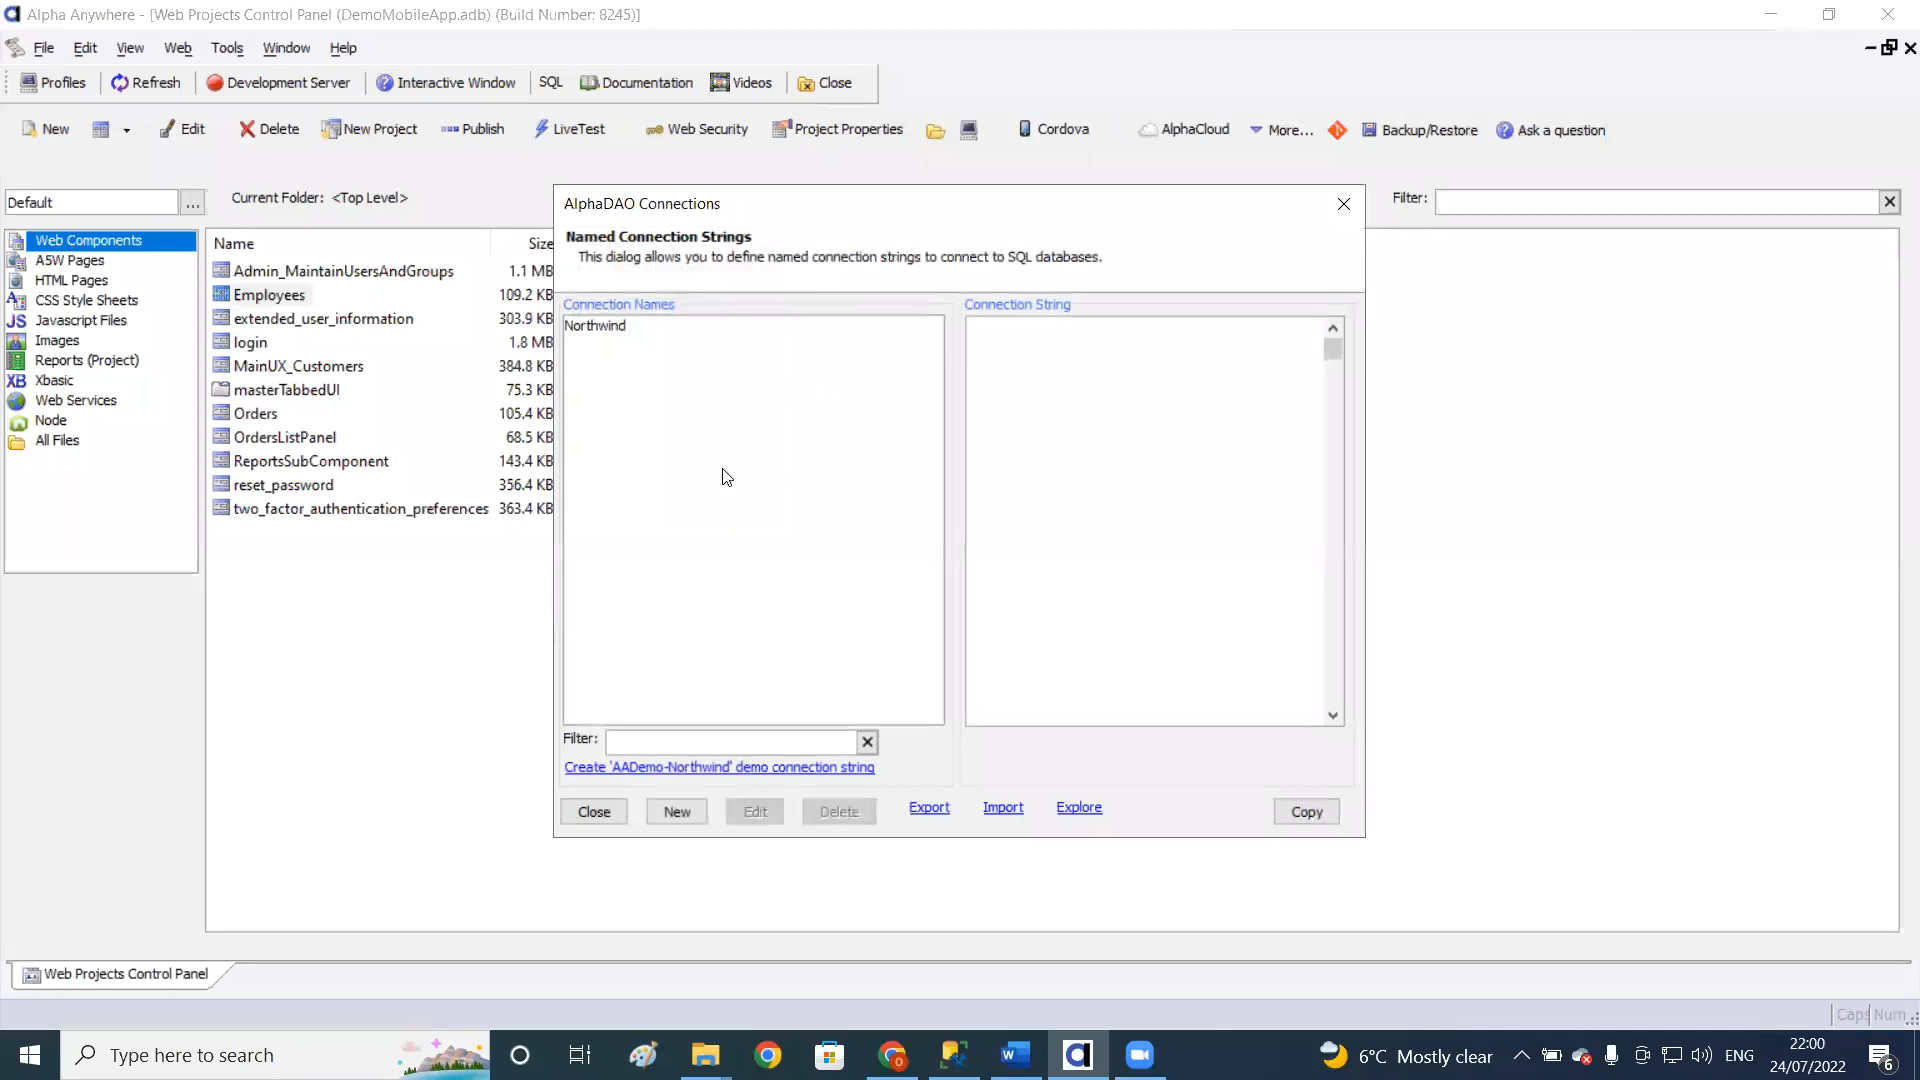 Alpha Anywhere - [Web Projects Control Panel (DemoMobileApp.adb) (Build Number: 8245)]
File Edit View Web Tools Window Help
Profiles Refresh Development Server Interactive Window SQL Documentation Videos Close
New Edit Delete New Project Publish LiveTest Web Security Project Properties Cordova AlphaCloud More... Backup/Restore Ask a question
Default ... Current Folder: <Top Level> Filter:
Web Components
A5W Pages
HTML Pages
CSS Style Sheets
JS Javascript Files
Images
Reports (Project)
XB Xbasic
Web Services
Node
All Files
Name Size
Admin_MaintainUsersAndGroups 1.1 MB
Employees 109.2 KB
extended_user_information 303.9 KB
login 1.8 MB
MainUX_Customers 384.8 KB
masterTabbedUI 75.3 KB
Orders 105.4 KB
OrdersListPanel 68.5 KB
ReportsSubComponent 143.4 KB
reset_password 356.4 KB
two_factor_authentication_preferences 363.4 KB
AlphaDAO Connections
Named Connection Strings
This dialog allows you to define named connection strings to connect to SQL databases.
Connection Names Connection String
Northwind
Filter:
Create 'AADemo-Northwind' demo connection string
Close New Edit Delete Export Import Explore Copy
Web Projects Control Panel
Caps Num
Type here to search 6°C Mostly clear ENG 22:00
24/07/2022 6